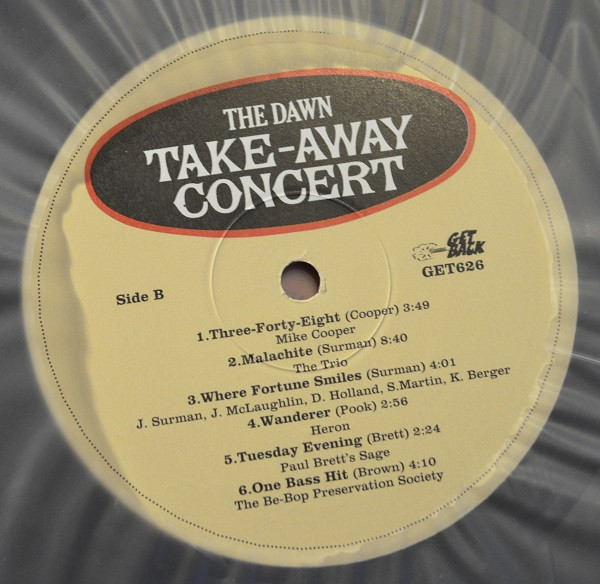 THE DAWN
TAKE-AWAY
CONCERT
GET
BACK
GET626
Side B
1.Three-Forty-Eight (Cooper) 3:49
Mike Cooper
2.Malachite (Surman) 8:40
The Trio
3.Where Fortune Smiles (Surman) 4:01
J. Surman, J. McLaughlin, D. Holland, S.Martin, K. Berger
4.Wanderer (Pook) 2:56
Heron
5.Tuesday Evening (Brett) 2:24
Paul Brett's Sage
6.One Bass Hit (Brown) 4:10
The Be-Bop Preservation Society